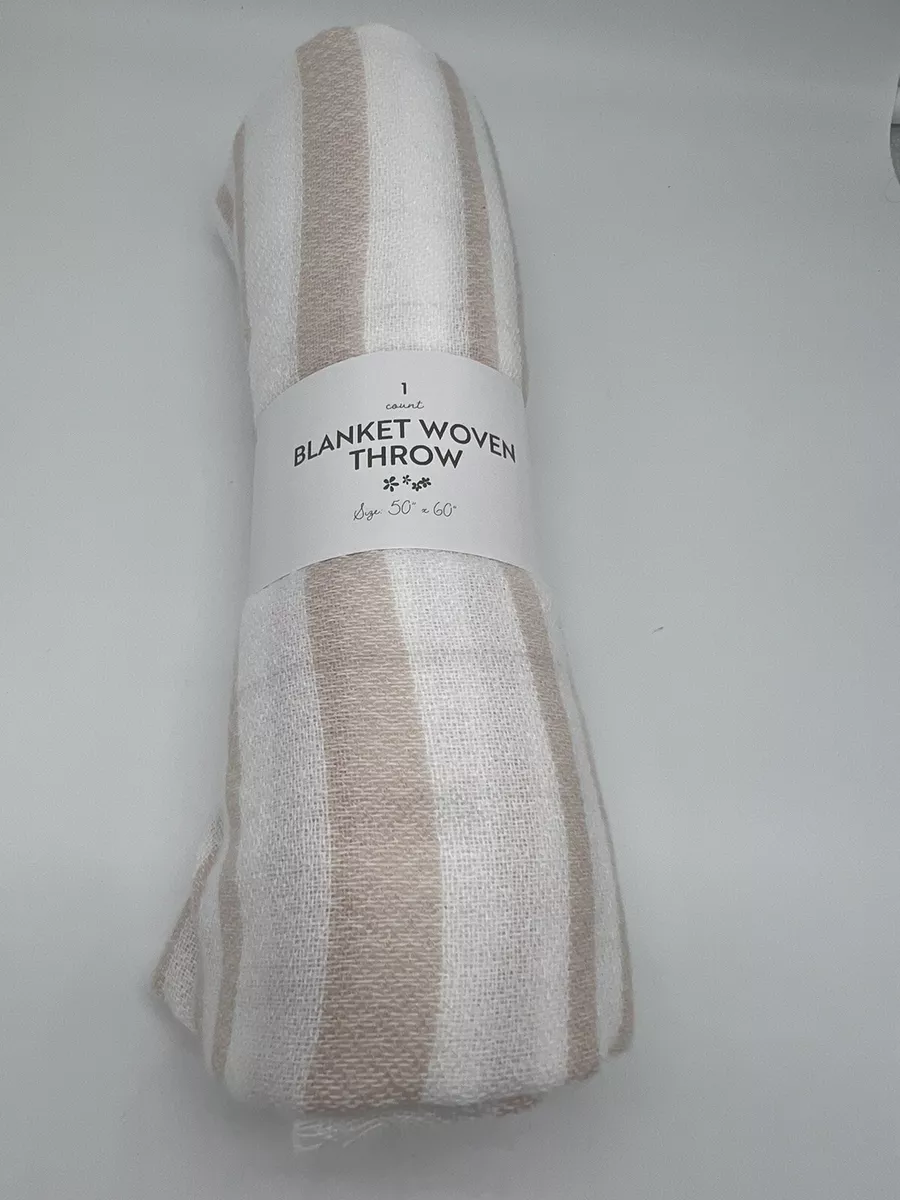 1
count
BLANKET WOVEN
THROW
Size: 50" x 60"